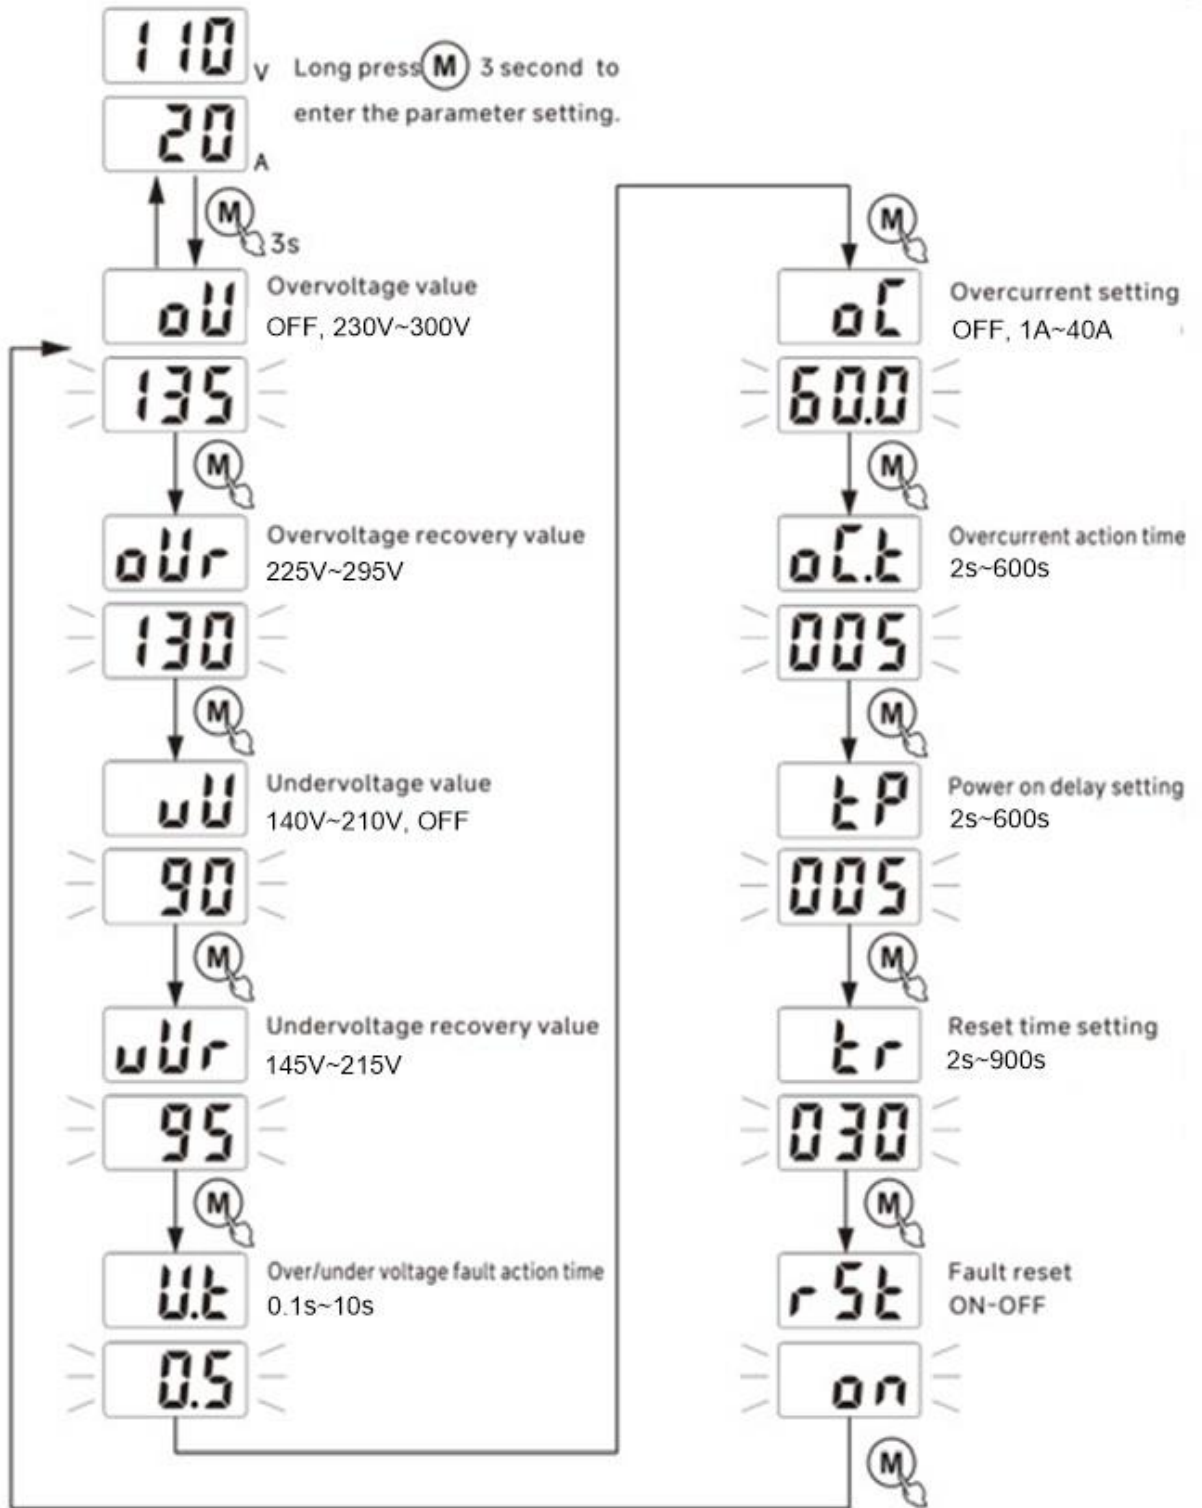 110 V
Long press M 3 second to
enter the parameter setting.
20 A
M
3s
oU
Overvoltage value
OFF, 230V~300V
135
M
oUr
Overvoltage recovery value
225V~295V
130
M
uU
Undervoltage value
140V~210V, OFF
90
M
uUr
Undervoltage recovery value
145V~215V
95
M
U.t
Over/under voltage fault action time
0.1s~10s
0.5
M
oC
Overcurrent setting
OFF, 1A~40A
60.0
M
oC.t
Overcurrent action time
2s~600s
005
M
tP
Power on delay setting
2s~600s
005
M
tr
Reset time setting
2s~900s
030
M
rSt
Fault reset
ON-OFF
on
M